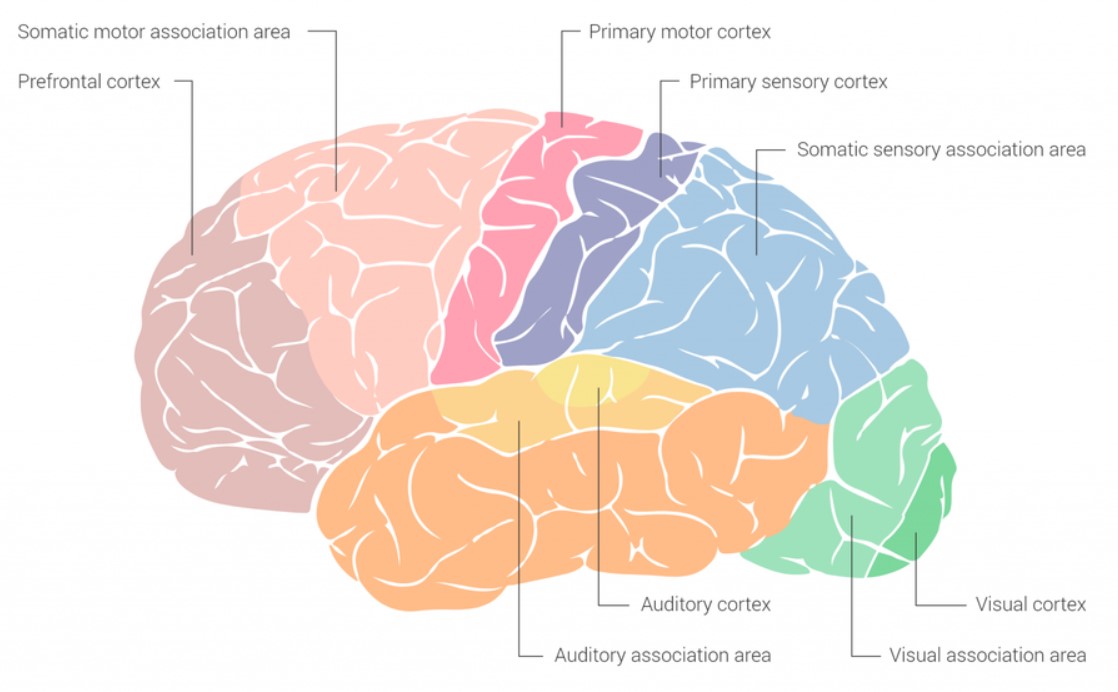 Somatic motor association area
Primary motor cortex
Prefrontal cortex
Primary sensory cortex
Somatic sensory association area
Auditory cortex
Visual cortex
Auditory association area
Visual association area